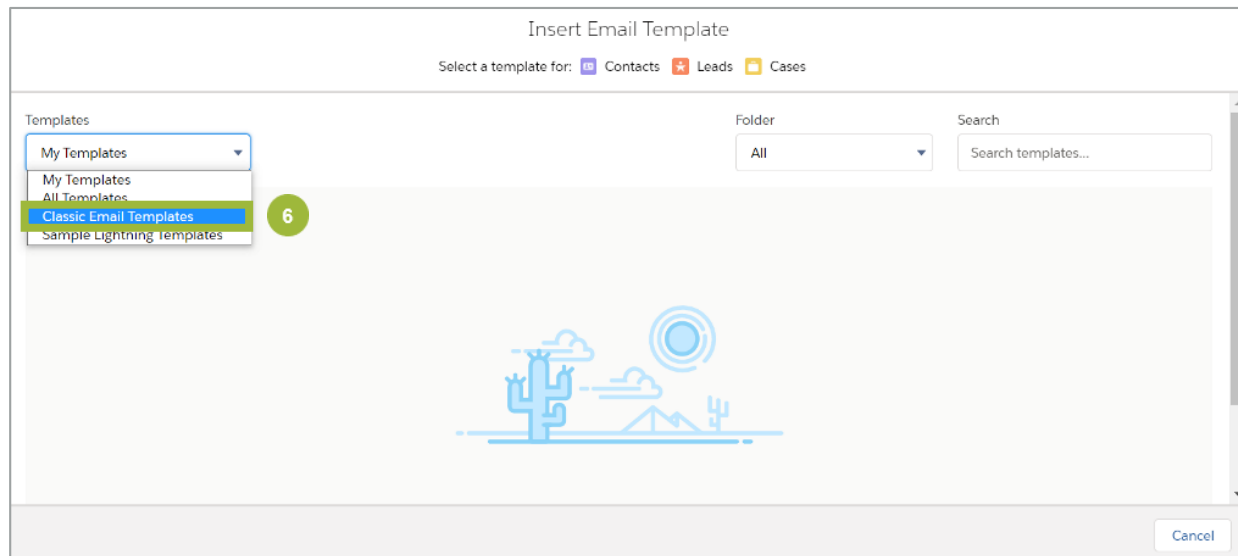 Insert Email Template
Select a template for: Contacts Leads Cases
Templates Folder Search
My Templates All Search templates...
My Templates
All Templates
Classic Email Templates 6
Sample Lightning Templates
Cancel